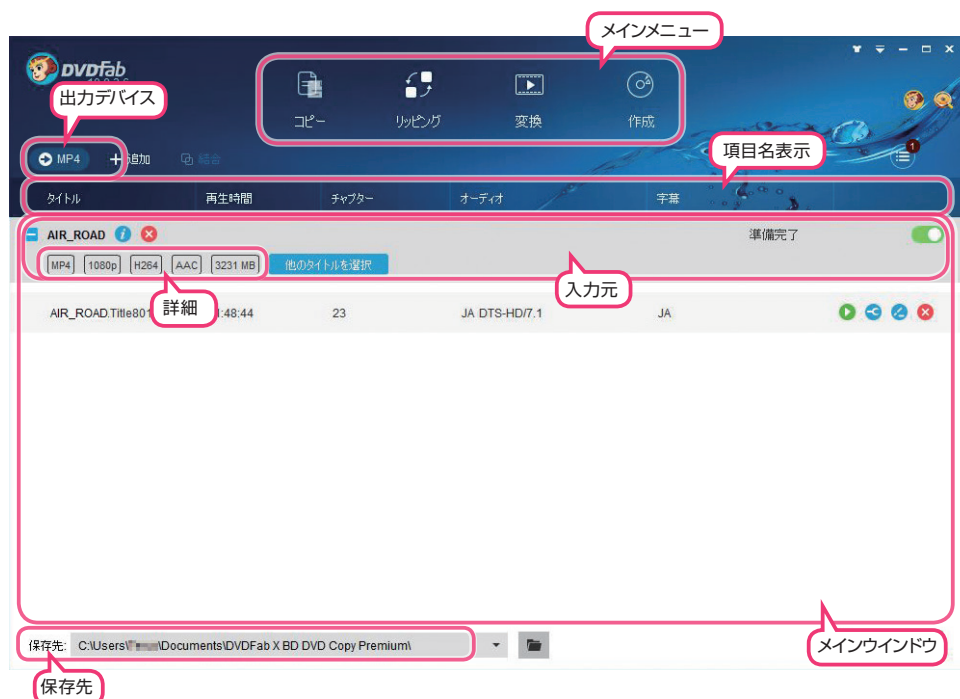 メインメニュー
DVDFab
出力デバイス
コピー
リッピング
変換
作成
項目名表示
MP4
追加
結合
1
タイトル
再生時間
チャプター
オーディオ
字幕
AIR_ROAD
準備完了
MP4
1080p
H264
AAC
3231 MB
他のタイトルを選択
詳細
入力元
AIR_ROAD.Title801
:48:44
23
JA DTS-HD/7.1
JA
保存先: C:\Users\ \Documents\DVDFab X BD DVD Copy Premium\
メインウインドウ
保存先